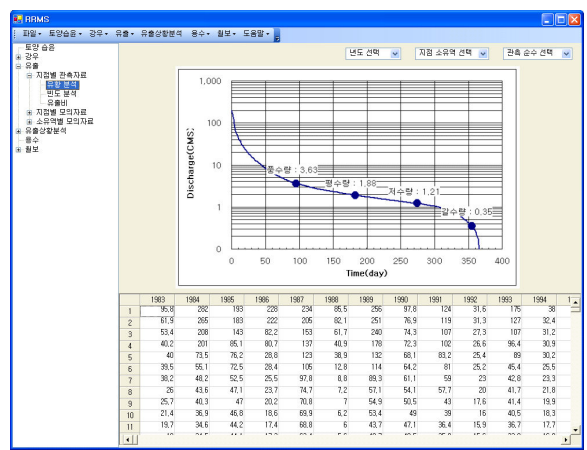 RRMS
파일 토양습윤 강우 유출 유출상황분석 용수 월보 도움말
토양 습윤
강우
유출
지점별 관측자료
유황 분석
빈도 분석
유출비
지점별 모의자료
소유역별 모의자료
유출상황분석
용수
월보
년도 선택 지점 소유역 선택 관측 순수 선택
1,000
100
10
1
0
Discharge(CMS)
풍수량 : 3,63
평수량 : 1,88
저수량 : 1,21
갈수량 : 0,35
0 50 100 150 200 250 300 350 400
Time(day)
1983 1984 1985 1986 1987 1988 1989 1990 1991 1992 1993 1994
1 95,8 282 193 228 234 85,5 256 97,8 124 31,6 175 38
2 61,9 265 183 222 205 82,1 251 76,9 119 31,3 127 32,4
3 53,4 208 143 82,2 153 61,7 240 74,3 107 27,3 107 31,2
4 40,2 201 85,1 80,7 137 40,9 178 72,3 102 26,6 96,4 30,9
5 40 73,5 76,2 28,8 123 38,9 132 68,1 83,2 25,4 89 30,2
6 39,5 55,1 72,5 28,4 105 12,8 114 64,2 81 25,2 45,4 25,5
7 38,2 48,2 52,5 25,5 97,8 8,8 89,3 61,1 59 23 42,8 23,3
8 26 43,6 47,1 23,7 74,7 7,2 57,1 54,1 57,7 20 41,7 21,8
9 25,7 40,3 47 20,2 70,8 7 54,9 50,5 43 17,6 41,4 19,9
10 21,4 36,9 46,8 18,6 69,9 6,2 53,4 49 39 16 40,5 18,3
11 19,7 34,6 44,2 17,4 68,8 6 43,7 47,1 36,4 15,9 36,7 17,7